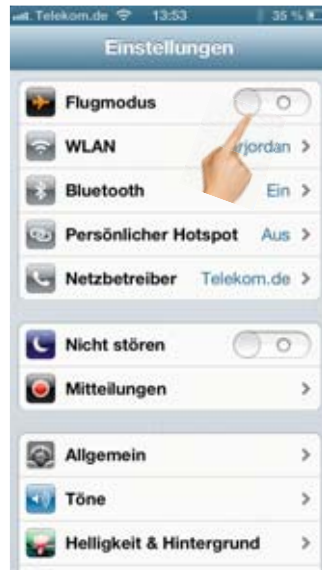 Telekom.de 13:53 35 %
Einstellungen
Flugmodus
WLAN rjordan
Bluetooth Ein
Persönlicher Hotspot Aus
Netzbetreiber Telekom.de
Nicht stören
Mitteilungen
Allgemein
Töne
Helligkeit & Hintergrund